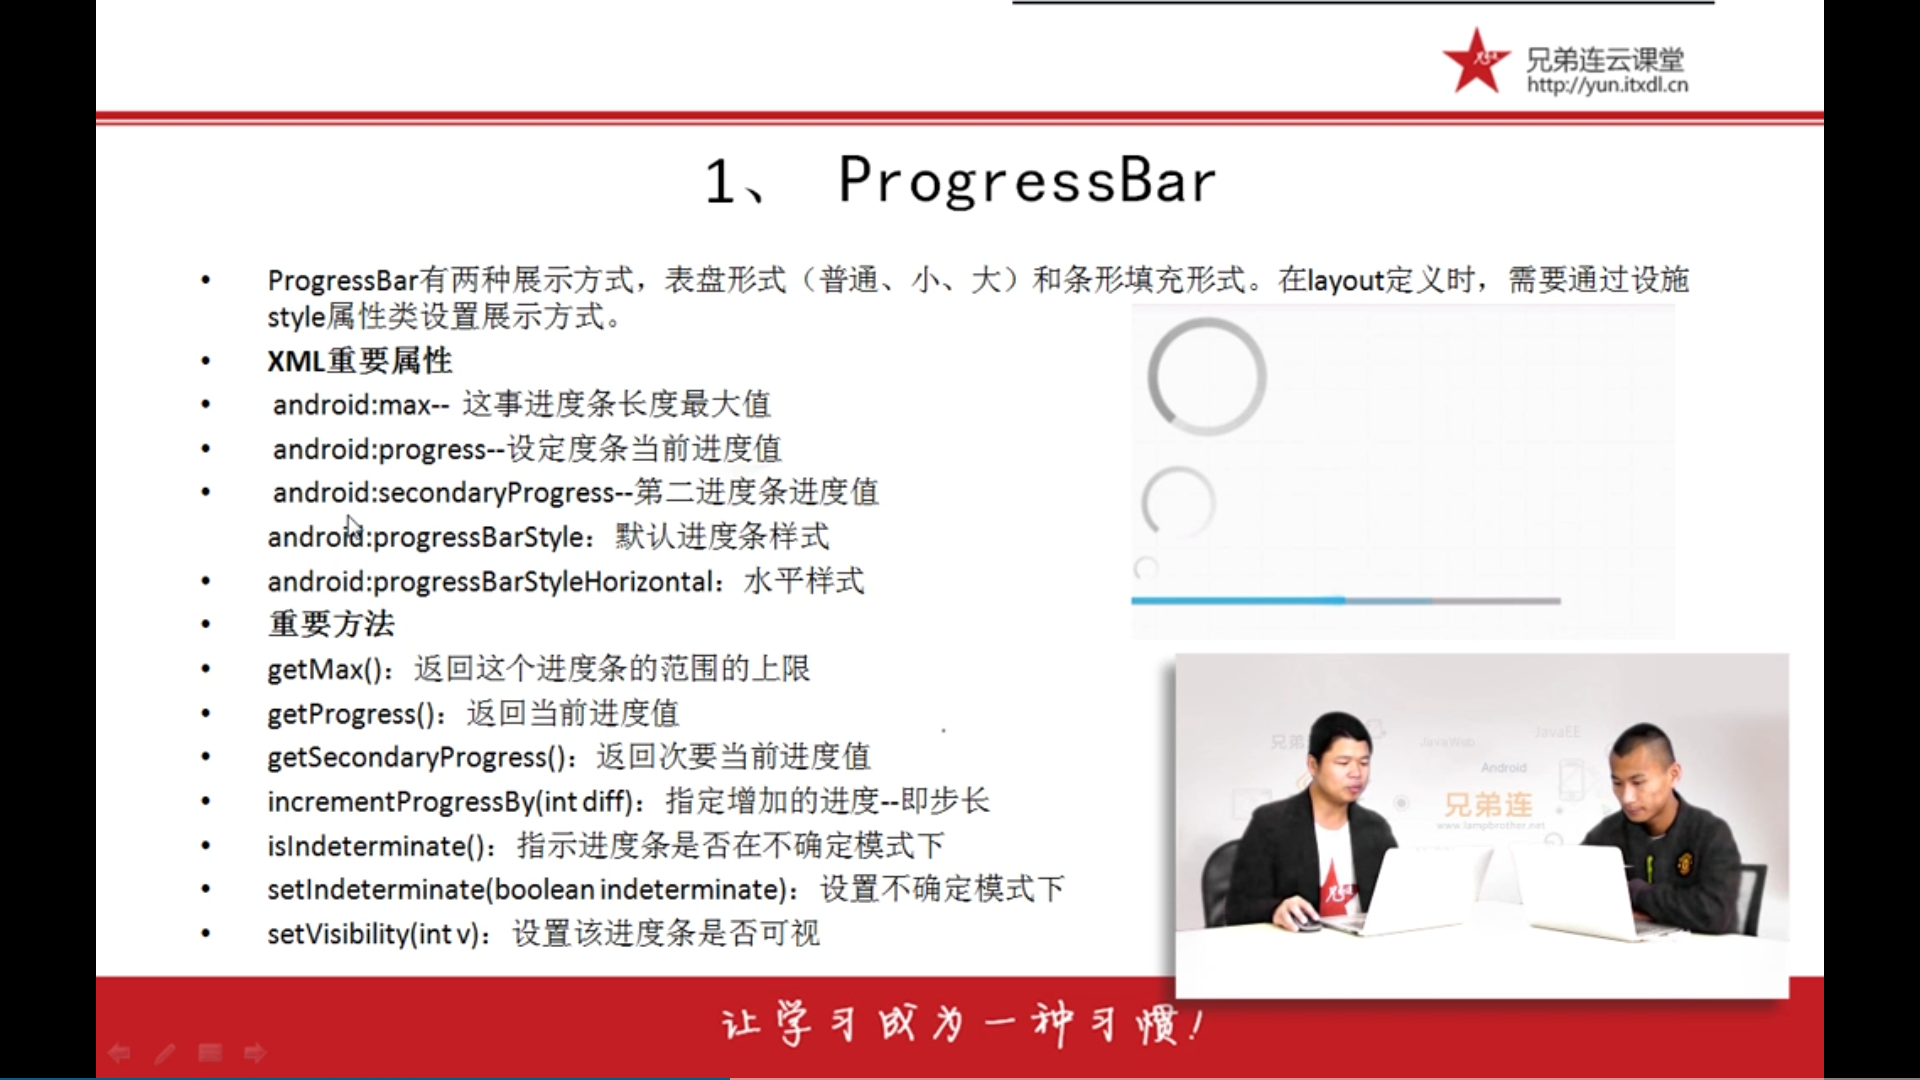 兄弟连云课堂
http://yun.itxdl.cn
1、 ProgressBar
• ProgressBar有两种展示方式，表盘形式（普通、小、大）和条形填充形式。在layout定义时，需要通过设施
style属性类设置展示方式。
• XML重要属性
• android:max-- 这事进度条长度最大值
• android:progress--设定度条当前进度值
• android:secondaryProgress--第二进度条进度值
android:progressBarStyle：默认进度条样式
• android:progressBarStyleHorizontal：水平样式
• 重要方法
• getMax()：返回这个进度条的范围的上限
• getProgress()：返回当前进度值
• getSecondaryProgress()：返回次要当前进度值
• incrementProgressBy(int diff)：指定增加的进度--即步长
• isIndeterminate()：指示进度条是否在不确定模式下
• setIndeterminate(boolean indeterminate)：设置不确定模式下
• setVisibility(int v)：设置该进度条是否可视
兄弟
JavaWeb
JavaEE
Android
兄弟连
www.lampbrother.net
让学习成为一种习惯！